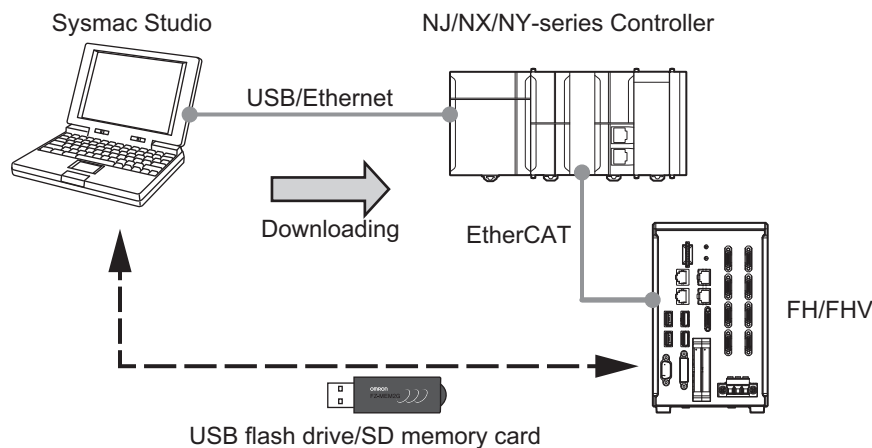 Sysmac Studio
NJ/NX/NY-series Controller
USB/Ethernet
Downloading
EtherCAT
FH/FHV
OMRON
USB flash drive/SD memory card